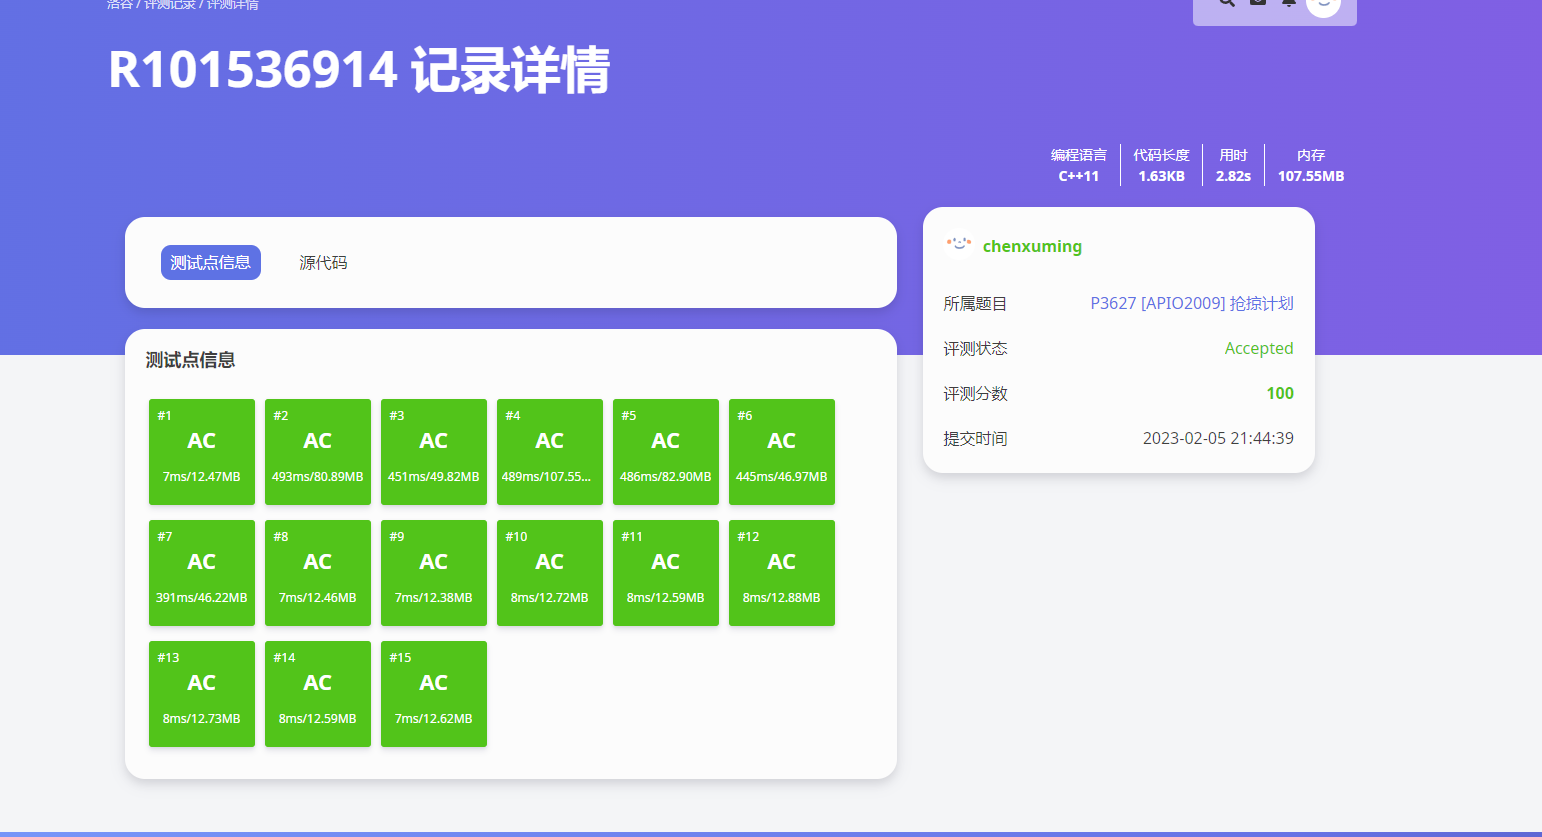 洛谷 / 评测记录 / 评测详情
R101536914 记录详情
编程语言 代码长度 用时 内存
C++11 1.63KB 2.82s 107.55MB
测试点信息 源代码
测试点信息
#1 #2 #3 #4 #5 #6
AC AC AC AC AC AC
7ms/12.47MB 493ms/80.89MB 451ms/49.82MB 489ms/107.55... 486ms/82.90MB 445ms/46.97MB
#7 #8 #9 #10 #11 #12
AC AC AC AC AC AC
391ms/46.22MB 7ms/12.46MB 7ms/12.38MB 8ms/12.72MB 8ms/12.59MB 8ms/12.88MB
#13 #14 #15
AC AC AC
8ms/12.73MB 8ms/12.59MB 7ms/12.62MB
chenxuming
所属题目 P3627 [APIO2009] 抢掠计划
评测状态 Accepted
评测分数 100
提交时间 2023-02-05 21:44:39